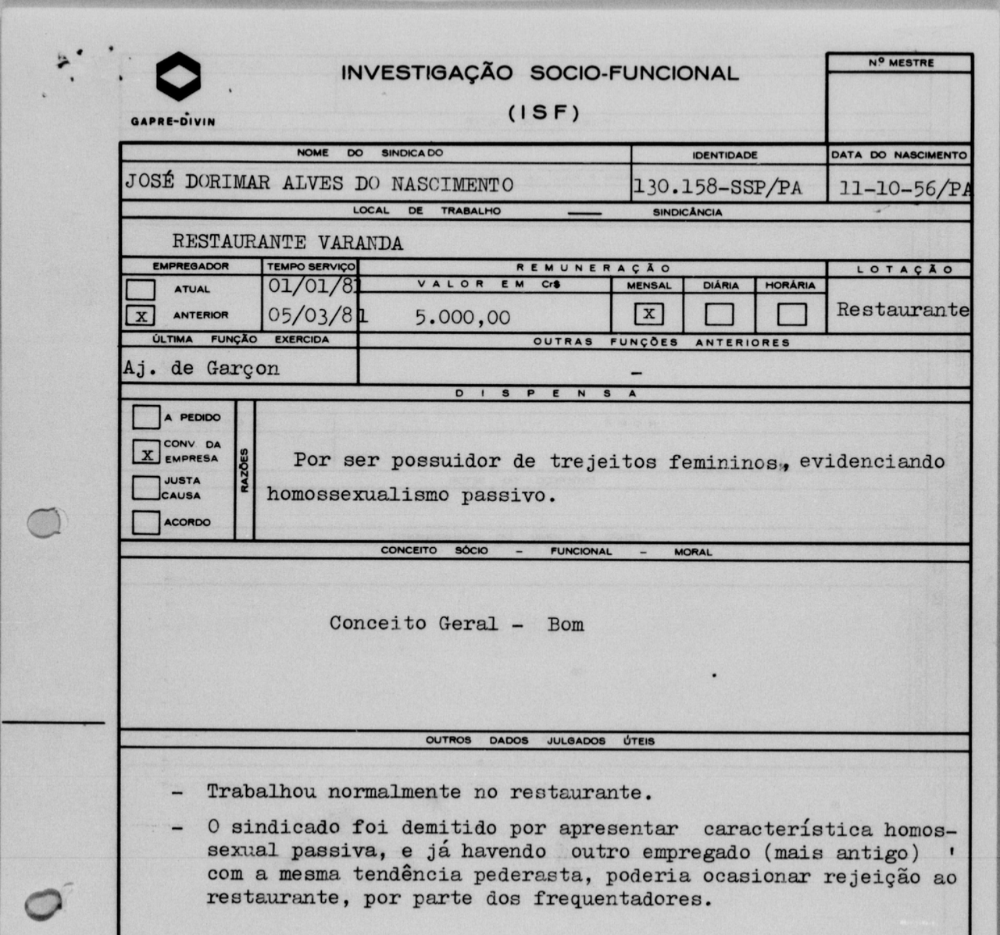 INVESTIGAÇÃO SOCIO-FUNCIONAL
(ISF)
Nº MESTRE
GAPRE-DIVIN
NOME DO SINDICADO
IDENTIDADE
DATA DO NASCIMENTO
JOSÉ DORIMAR ALVES DO NASCIMENTO
130.158-SSP/PA
11-10-56/PA
LOCAL DE TRABALHO — SINDICÂNCIA
RESTAURANTE VARANDA
EMPREGADOR
TEMPO SERVIÇO
REMUNERAÇÃO
LOTAÇÃO
ATUAL
01/01/81
VALOR EM Cr$
MENSAL
DIÁRIA
HORÁRIA
x ANTERIOR
05/03/81
5.000,00
x
Restaurante
ÚLTIMA FUNÇÃO EXERCIDA
OUTRAS FUNÇÕES ANTERIORES
Aj. de Garçon
-
DISPENSA
A PEDIDO
x CONV DA
EMPRESA
JUSTA
CAUSA
ACORDO
RAZÕES
Por ser possuidor de trejeitos femininos, evidenciando
homossexualismo passivo.
CONCEITO SÓCIO - FUNCIONAL - MORAL
Conceito Geral - Bom
OUTROS DADOS JULGADOS ÚTEIS
- Trabalhou normalmente no restaurante.
- O sindicado foi demitido por apresentar característica homos-
sexual passiva, e já havendo outro empregado (mais antigo) '
com a mesma tendência pederasta, poderia ocasionar rejeição ao
restaurante, por parte dos frequentadores.